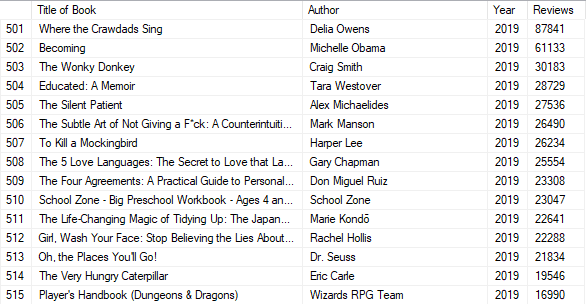 Title of Book Author Year Reviews
501 Where the Crawdads Sing Delia Owens 2019 87841
502 Becoming Michelle Obama 2019 61133
503 The Wonky Donkey Craig Smith 2019 30183
504 Educated: A Memoir Tara Westover 2019 28729
505 The Silent Patient Alex Michaelides 2019 27536
506 The Subtle Art of Not Giving a F*ck: A Counterintuiti... Mark Manson 2019 26490
507 To Kill a Mockingbird Harper Lee 2019 26234
508 The 5 Love Languages: The Secret to Love that La... Gary Chapman 2019 25554
509 The Four Agreements: A Practical Guide to Personal... Don Miguel Ruiz 2019 23308
510 School Zone - Big Preschool Workbook - Ages 4 an... School Zone 2019 23047
511 The Life-Changing Magic of Tidying Up: The Japan... Marie Kondō 2019 22641
512 Girl, Wash Your Face: Stop Believing the Lies About... Rachel Hollis 2019 22288
513 Oh, the Places You'll Go! Dr. Seuss 2019 21834
514 The Very Hungry Caterpillar Eric Carle 2019 19546
515 Player's Handbook (Dungeons & Dragons) Wizards RPG Team 2019 16990